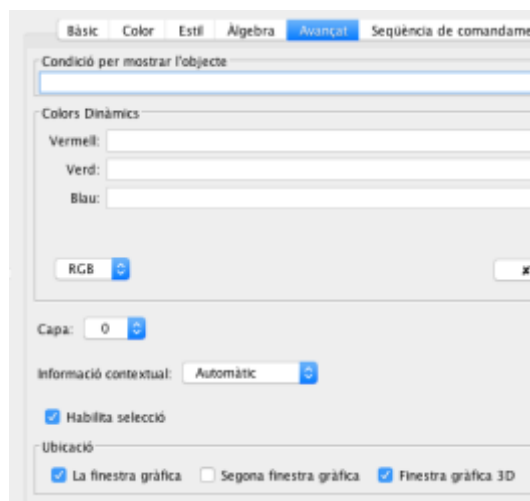 Bàsic Color Estil Àlgebra Avançat Seqüència de comandame
Condició per mostrar l'objecte
Colors Dinàmics
Vermell:
Verd:
Blau:
RGB
Capa: 0
Informació contextual: Automàtic
Habilita selecció
Ubicació
La finestra gràfica Segona finestra gràfica Finestra gràfica 3D